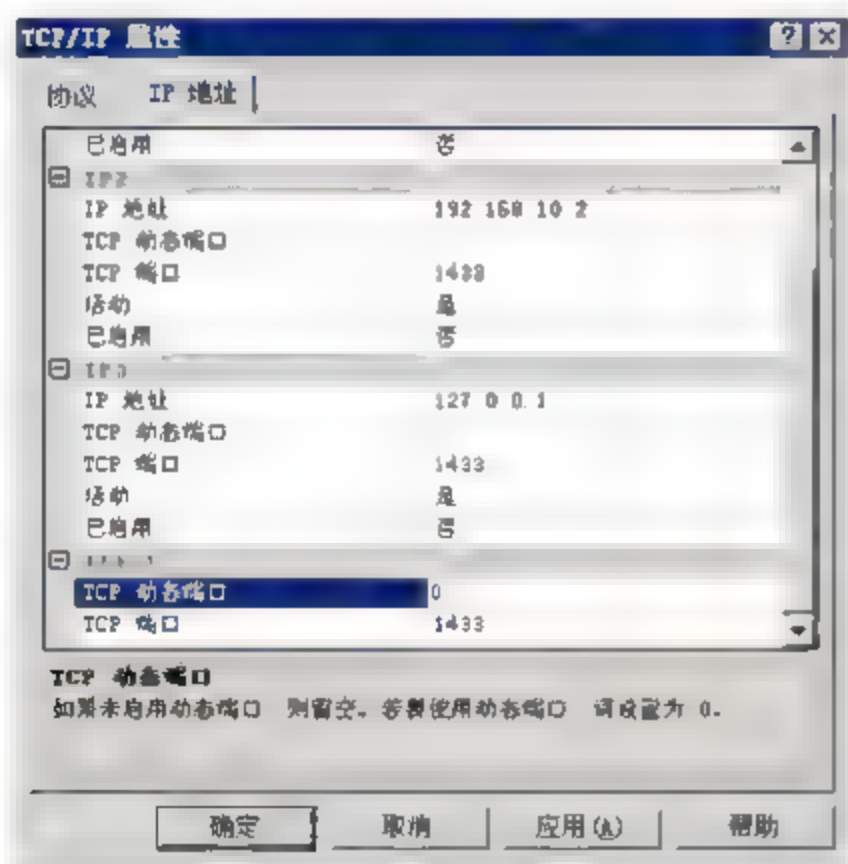 TCP/IP 属性
协议 IP 地址
已启用 否
IP2
IP 地址 192 168 10 2
TCP 动态端口
TCP 端口 1433
活动 是
已启用 否
IP3
IP 地址 127 0 0.1
TCP 动态端口
TCP 端口 1433
活动 是
已启用 否
TCP 动态端口 0
TCP 端口 1433
TCP 动态端口
如果未启用动态端口 则留空。若要使用动态端口 请设置为 0.
确定 取消 应用(A) 帮助